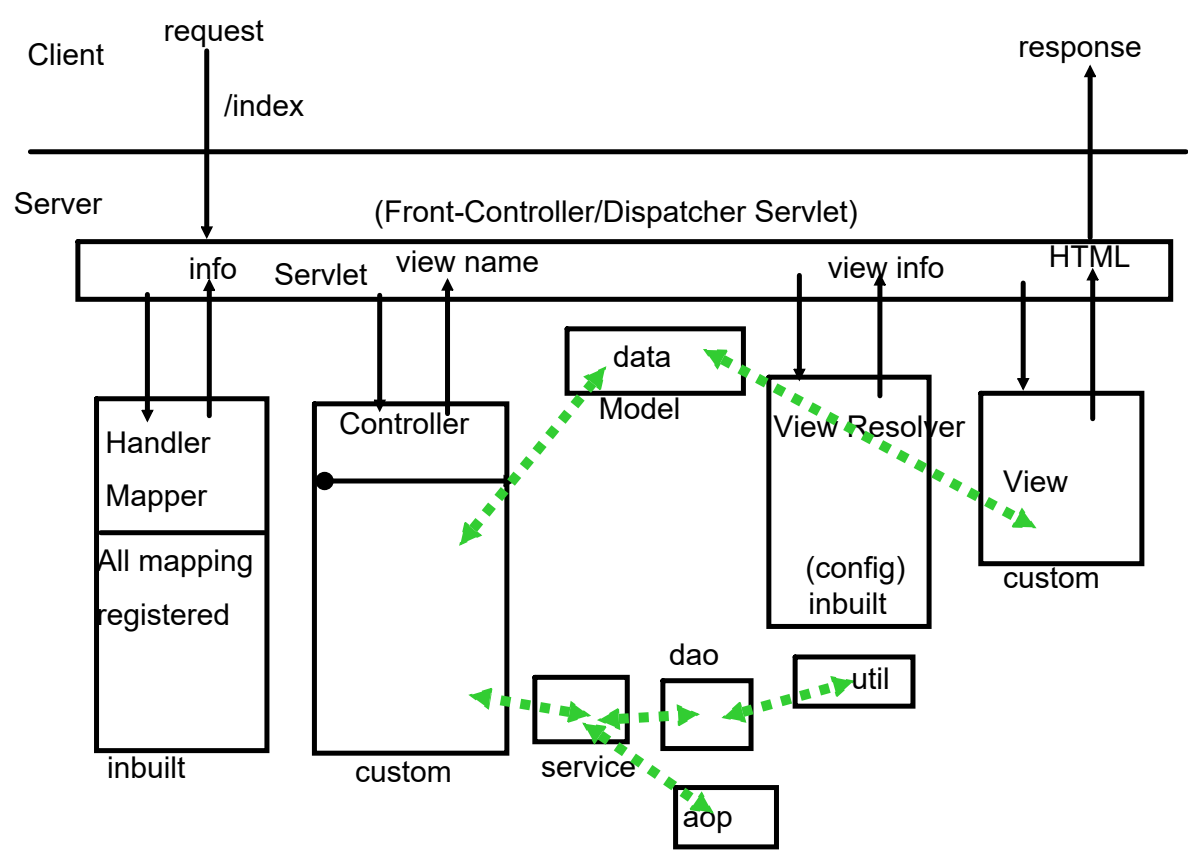 request
Client
response
/index
Server
(Front-Controller/Dispatcher Servlet)
info
Servlet
view name
view info
HTML
data
Model
Handler
Mapper
All mapping
registered
inbuilt
Controller
custom
View Resolver
(config)
inbuilt
View
custom
dao
util
service
aop